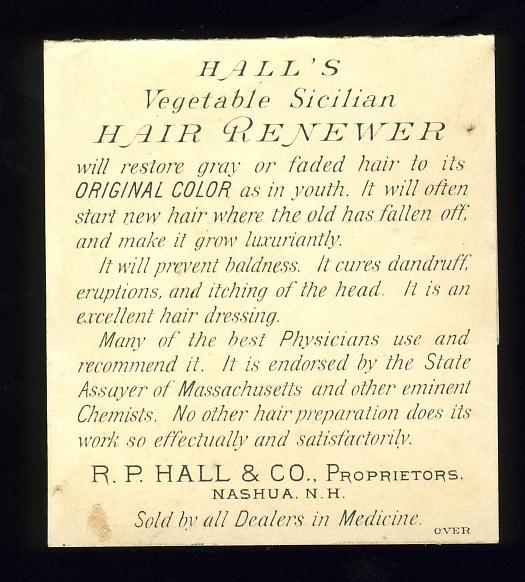 HALL'S
Vegetable Sicilian
HAIR RENEWER
will restore gray or faded hair to its
ORIGINAL COLOR as in youth. It will often
start new hair where the old has fallen off,
and make it grow luxuriantly.
It will prevent baldness. It cures dandruff,
eruptions, and itching of the head. It is an
excellent hair dressing.
Many of the best Physicians use and
recommend it. It is endorsed by the State
Assayer of Massachusetts and other eminent
Chemists. No other hair preparation does its
work so effectually and satisfactorily.
R. P. HALL & CO., PROPRIETORS,
NASHUA, N.H.
Sold by all Dealers in Medicine.
OVER